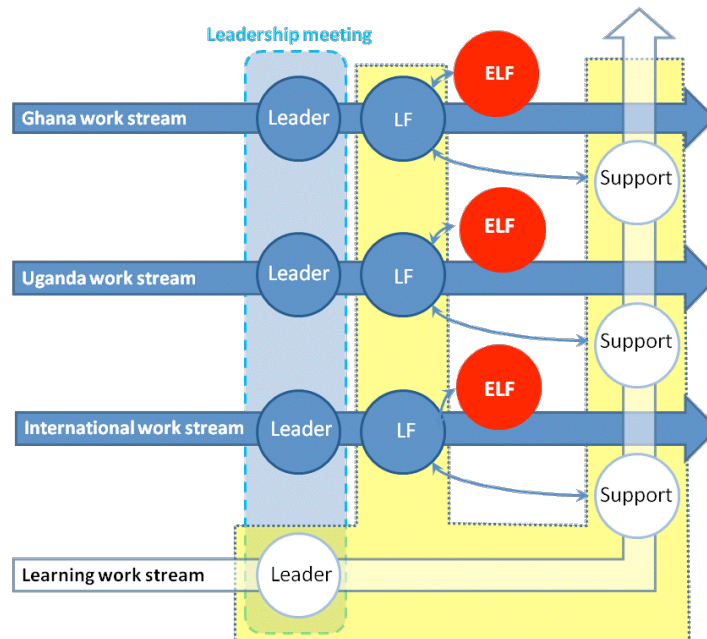 Leadership meeting
ELF
Ghana work stream
Leader
LF
Support
ELF
Uganda work stream
Leader
LF
Support
ELF
International work stream
Leader
LF
Support
Learning work stream
Leader